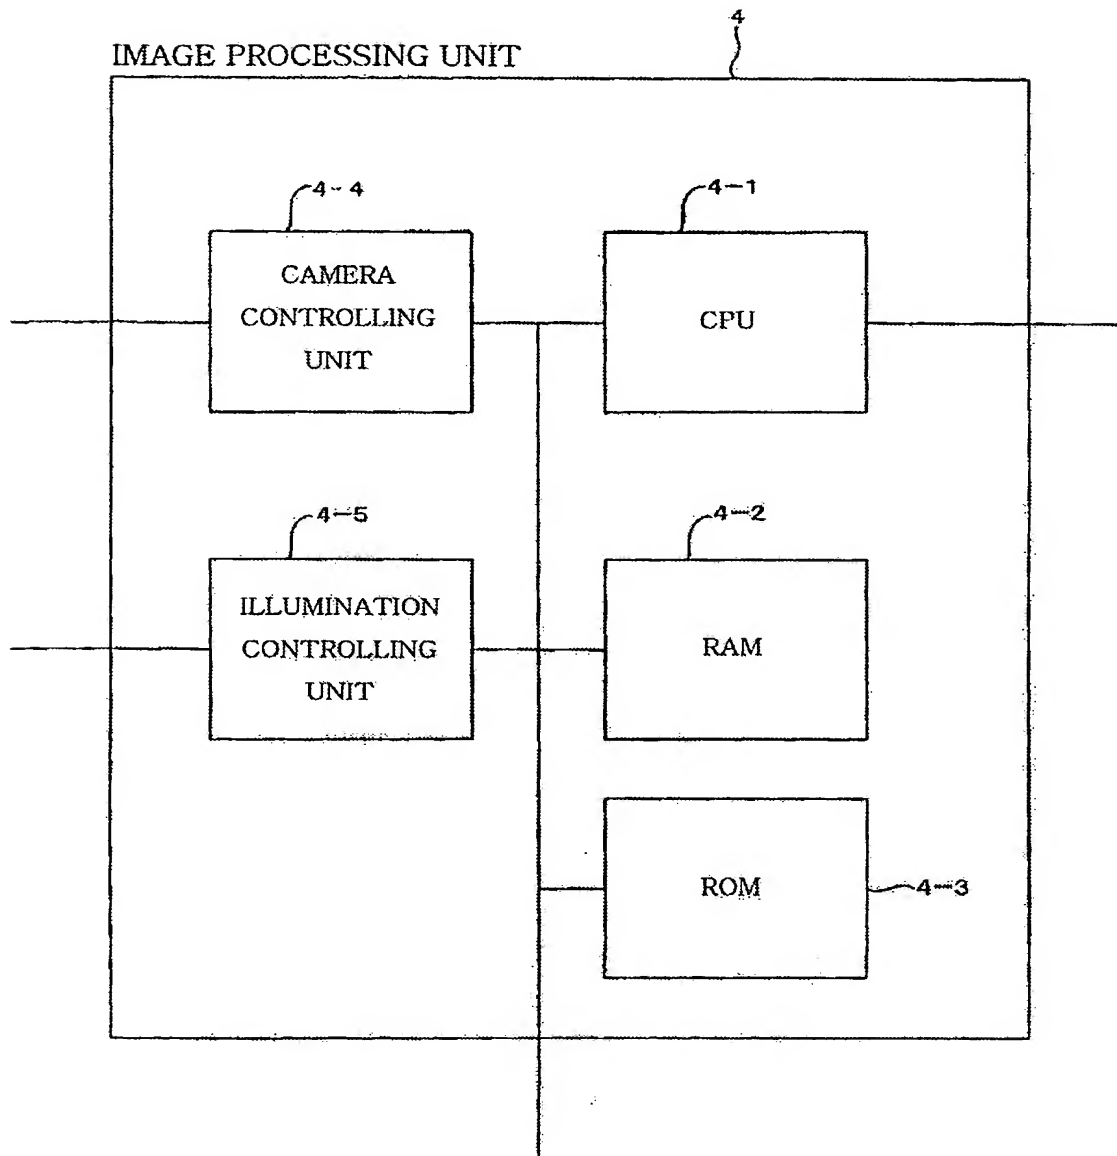 4
IMAGE PROCESSING UNIT
4-4
4-1
CAMERA
CONTROLLING
UNIT
CPU
4-5
4-2
ILLUMINATION
CONTROLLING
UNIT
RAM
ROM
4-3